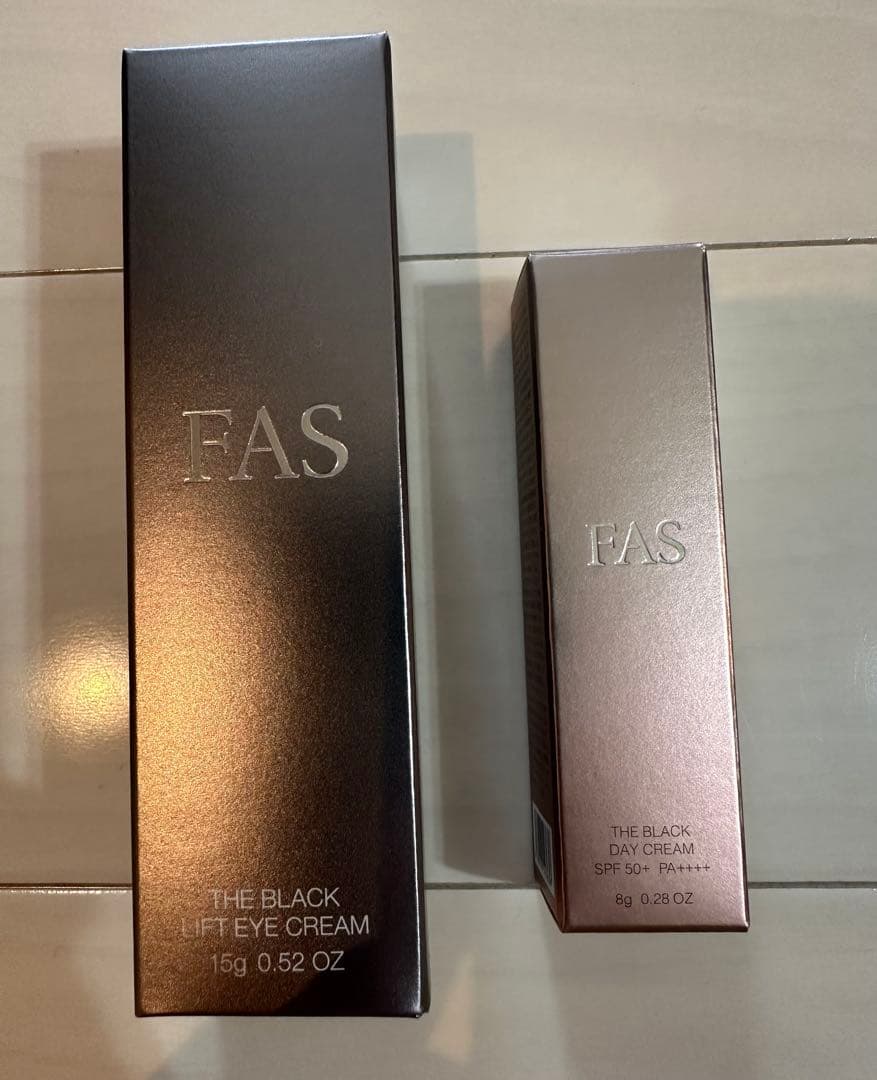 FAS
THE BLACK
LIFT EYE CREAM
15g 0.52 OZ
FAS
THE BLACK
DAY CREAM
SPF 50+ PA++++
8g 0.28 OZ